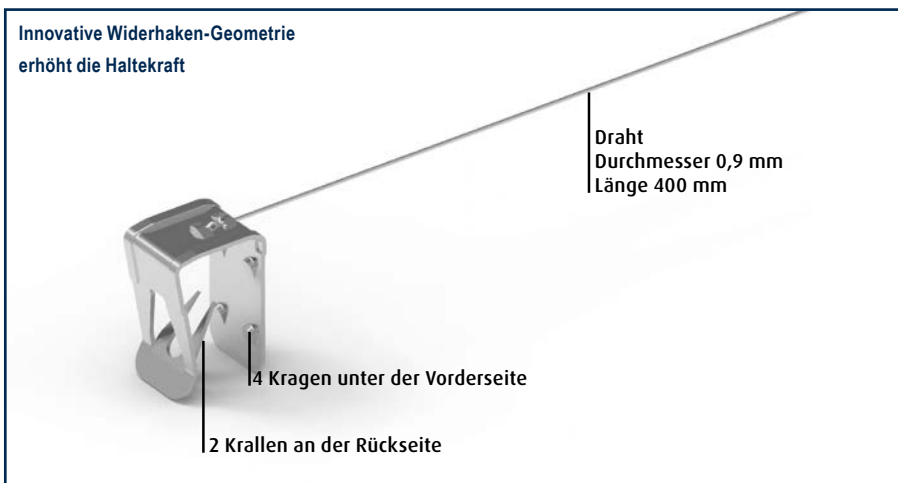 Innovative Widerhaken-Geometrie
erhöht die Haltekraft
Draht
Durchmesser 0,9 mm
Länge 400 mm
4 Kragen unter der Vorderseite
2 Krallen an der Rückseite